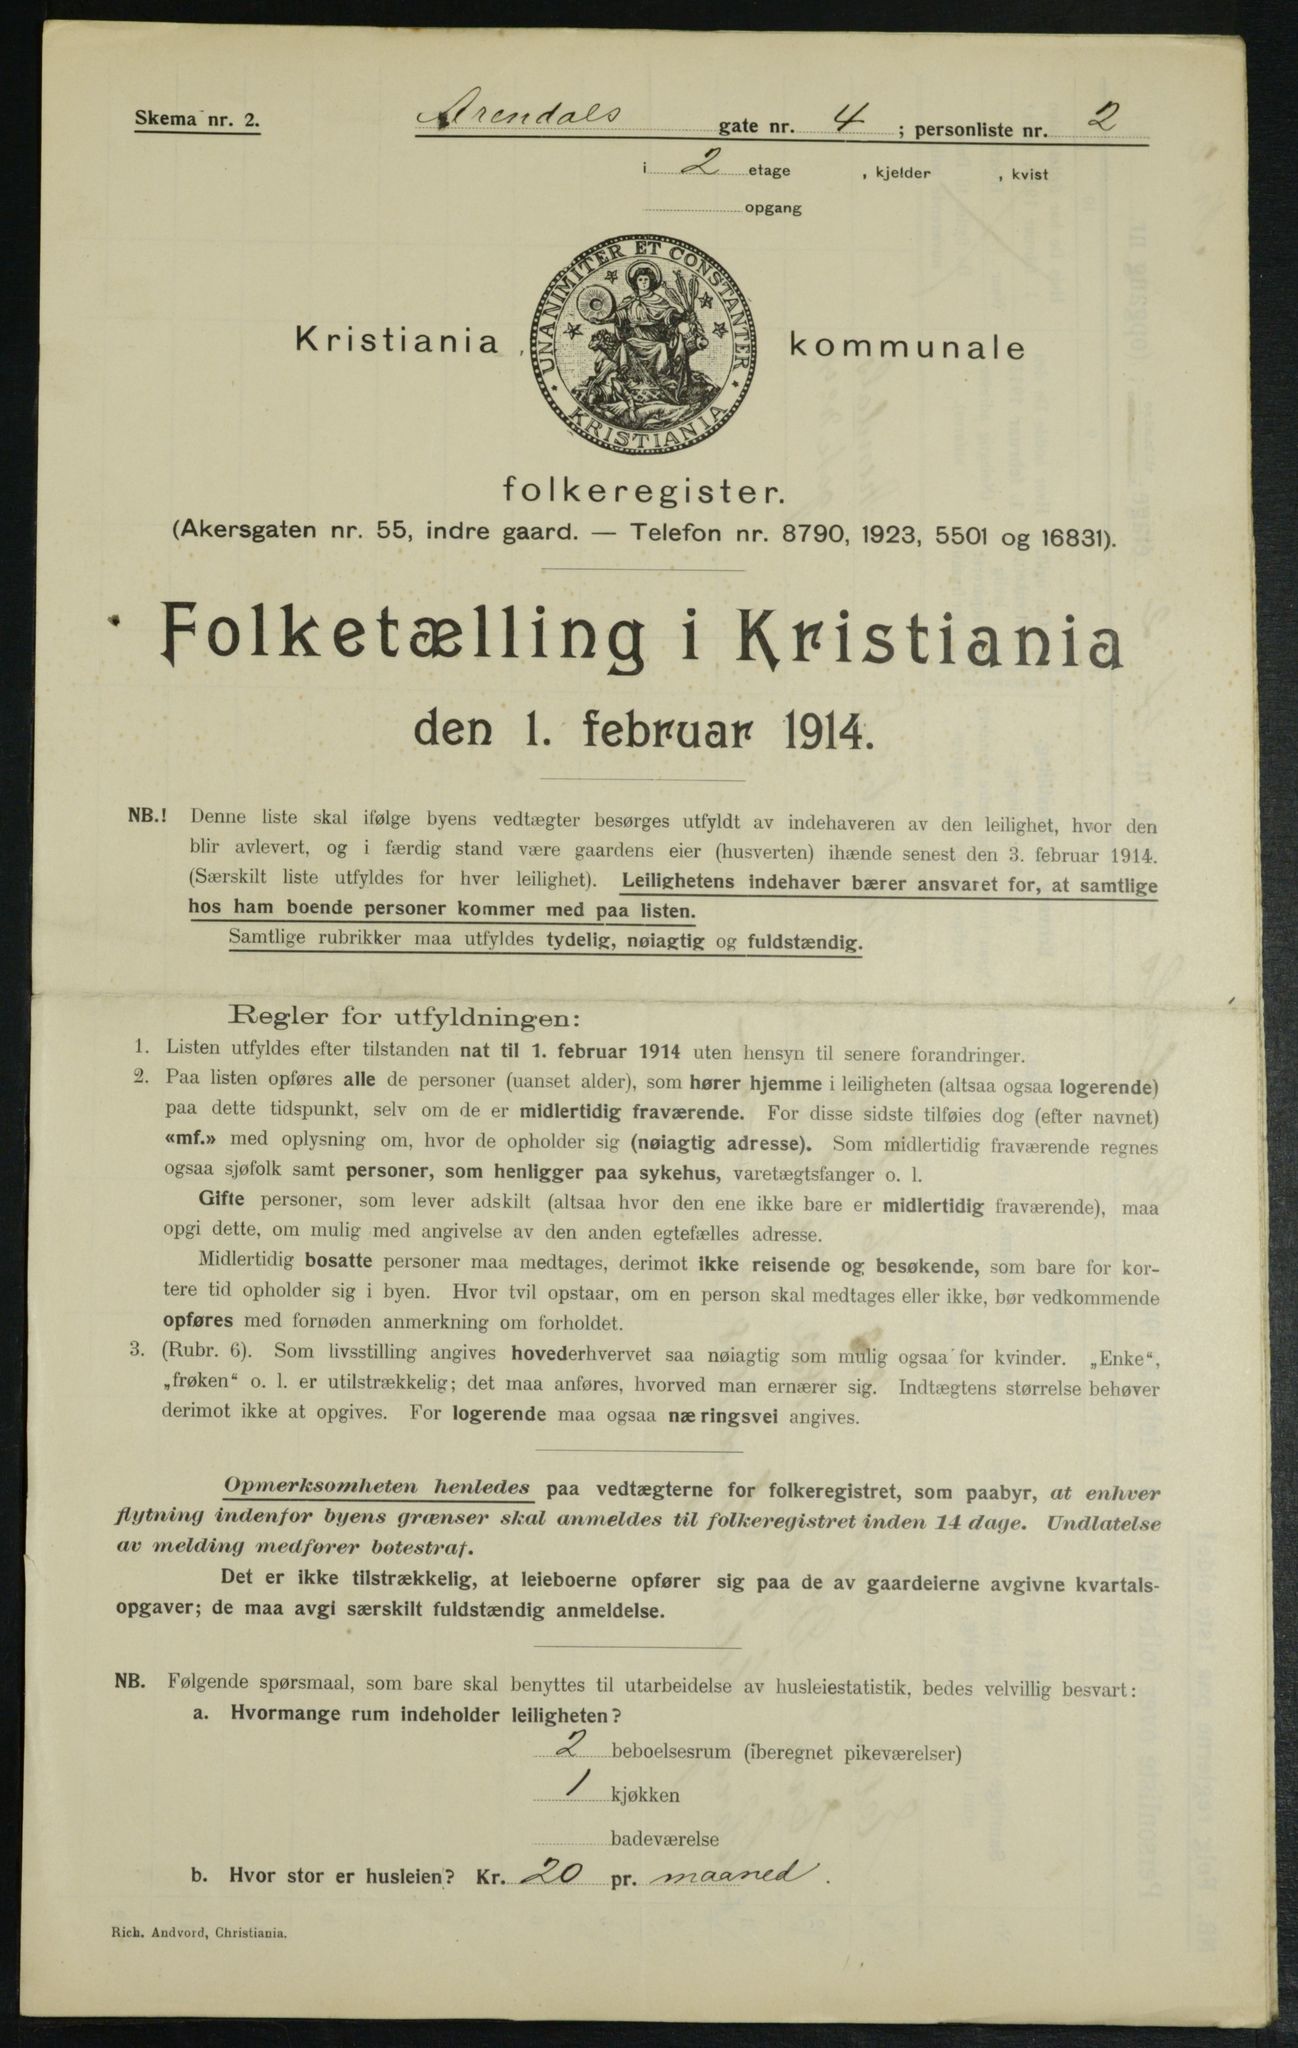 Skema nr. 2.
Arendals gate nr. 4 ; personliste nr. 2
i 2 etage , kjelder , kvist
opgang
UNANIMITER ET CONSTANTER
KRISTIANIA
Kristiania kommunale
folkeregister.
(Akersgaten nr. 55, indre gaard. — Telefon nr. 8790, 1923, 5501 og 16831).
Folketælling i Kristiania
den 1. februar 1914.
NB.! Denne liste skal ifølge byens vedtægter besørges utfyldt av indehaveren av den leilighet, hvor den
blir avlevert, og i færdig stand være gaardens eier (husverten) ihænde senest den 3. februar 1914.
(Særskilt liste utfyldes for hver leilighet). Leilighetens indehaver bærer ansvaret for, at samtlige
hos ham boende personer kommer med paa listen.
Samtlige rubrikker maa utfyldes tydelig, nøiagtig og fuldstændig.
Regler for utfyldningen:
1. Listen utfyldes efter tilstanden nat til 1. februar 1914 uten hensyn til senere forandringer.
2. Paa listen opføres alle de personer (uanset alder), som hører hjemme i leiligheten (altsaa ogsaa logerende)
paa dette tidspunkt, selv om de er midlertidig fraværende. For disse sidste tilføies dog (efter navnet)
«mf.» med oplysning om, hvor de opholder sig (nøiagtig adresse). Som midlertidig fraværende regnes
ogsaa sjøfolk samt personer, som henligger paa sykehus, varetægtsfanger o. l.
Gifte personer, som lever adskilt (altsaa hvor den ene ikke bare er midlertidig fraværende), maa
opgi dette, om mulig med angivelse av den anden egtefælles adresse.
Midlertidig bosatte personer maa medtages, derimot ikke reisende og besøkende, som bare for kor-
tere tid opholder sig i byen. Hvor tvil opstaar, om en person skal medtages eller ikke, bør vedkommende
opføres med fornøden anmerkning om forholdet.
3. (Rubr. 6). Som livsstilling angives hovederhvervet saa nøiagtig som mulig ogsaa for kvinder. „Enke“,
„frøken“ o. l. er utilstrækkelig; det maa anføres, hvorved man ernærer sig. Indtægtens størrelse behøver
derimot ikke at opgives. For logerende maa ogsaa næringsvei angives.
Opmerksomheten henledes paa vedtægterne for folkeregistret, som paabyr, at enhver
flytning indenfor byens grænser skal anmeldes til folkeregistret inden 14 dage. Undlatelse
av melding medfører bøtestraf.
Det er ikke tilstrækkelig, at leieboerne opfører sig paa de av gaardeierne avgivne kvartals-
opgaver; de maa avgi særskilt fuldstændig anmeldelse.
NB. Følgende spørsmaal, som bare skal benyttes til utarbeidelse av husleiestatistik, bedes velvillig besvart:
a. Hvormange rum indeholder leiligheten?
2 beboelsesrum (iberegnet pikeværelser)
1 kjøkken
badeværelse
b. Hvor stor er husleien? Kr. 20 pr. maaned.
Rich. Andvord, Christiania.